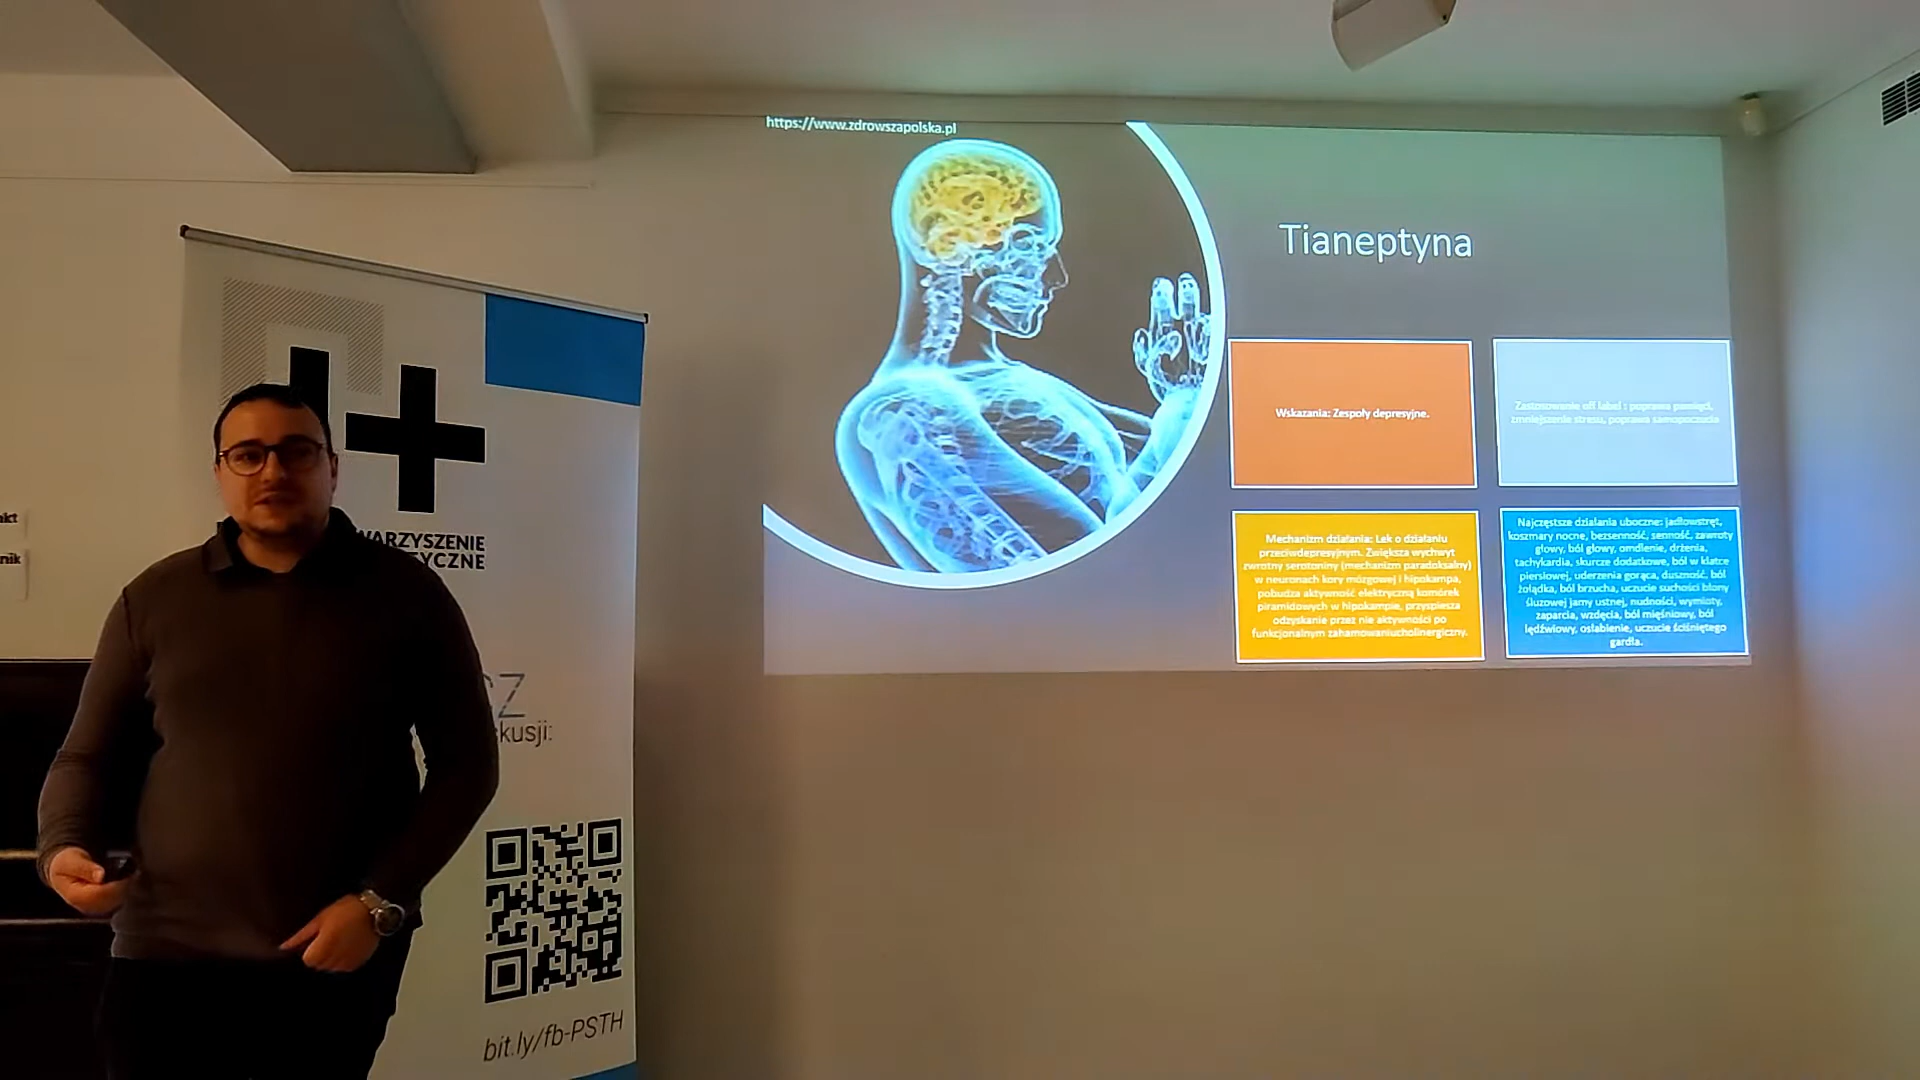 https://www.zdrowszapolska.pl
Tianeptyna
Wskazania: Zespoły depresyjne.
Zastosowanie off label : poprawa pamięci,
zmniejszenie stresu, poprawa samopoczucia
Mechanizm działania: Lek o działaniu
przeciwdepresyjnym. Zwiększa wychwyt
zwrotny serotoniny (mechanizm paradoksalny)
w neuronach kory mózgowej i hipokampa,
pobudza aktywność elektryczną komórek
piramidowych w hipokampie, przyspiesza
odzyskanie przez nie aktywności po
funkcjonalnym zahamowaniucholinergiczny.
Najczęstsze działania uboczne: jadłowstręt,
koszmary nocne, bezsenność, senność, zawroty
głowy, ból głowy, omdlenie, drżenia,
tachykardia, skurcze dodatkowe, ból w klatce
piersiowej, uderzenia gorąca, duszność, ból
żołądka, ból brzucha, uczucie suchości błony
śluzowej jamy ustnej, nudności, wymioty,
zaparcia, wzdęcia, ból mięśniowy, ból
lędźwiowy, osłabienie, uczucie ściśniętego
gardła.
WARZYSZENIE
YCZNE
CZ
skusji:
bit.ly/fb-PSTH
akt
nik